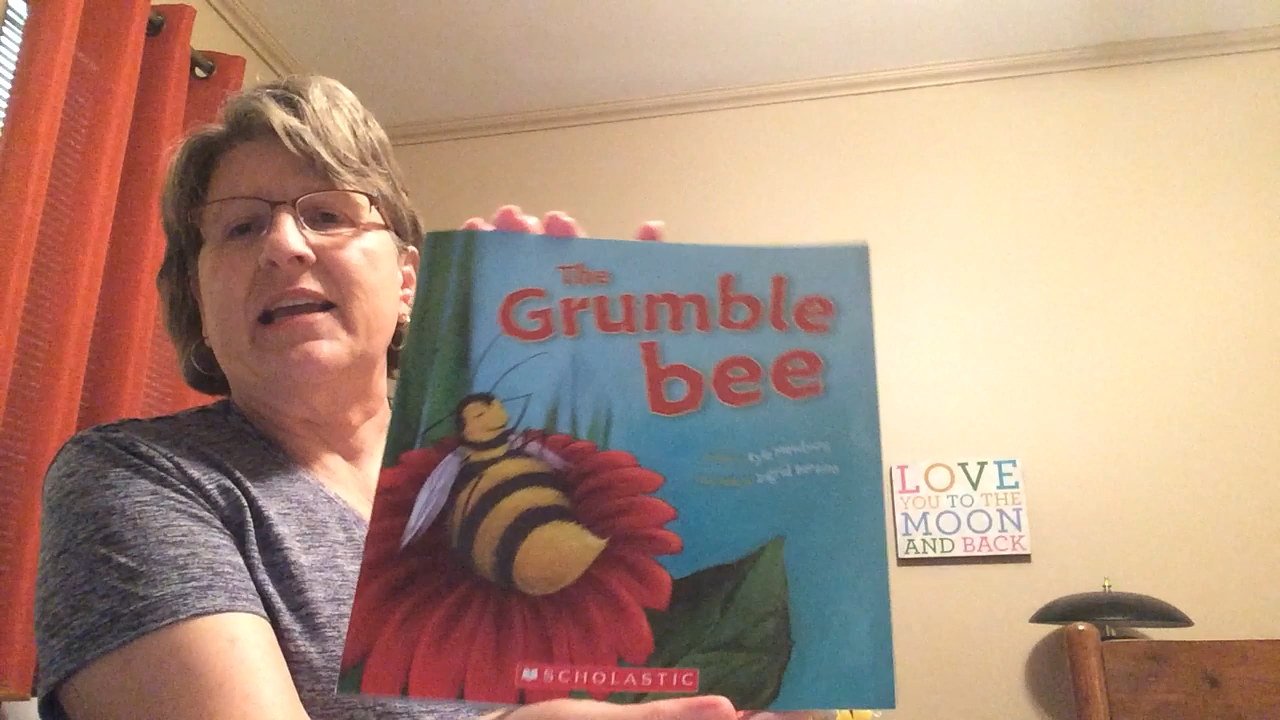 The
Grumble
bee
SCHOLASTIC
LOVE
YOU TO THE
MOON
AND BACK